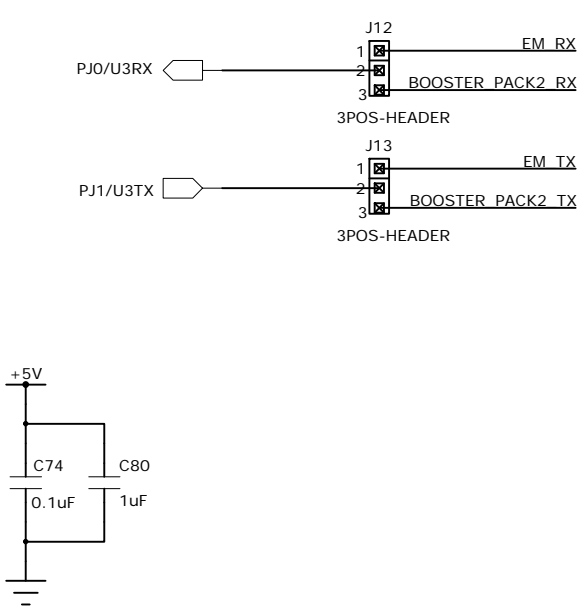 J12
1 EM_RX
PJ0/U3RX 2
3 BOOSTER_PACK2_RX
3POS-HEADER
J13
1 EM_TX
PJ1/U3TX 2
3 BOOSTER_PACK2_TX
3POS-HEADER
+5V
C74 C80
0.1uF 1uF